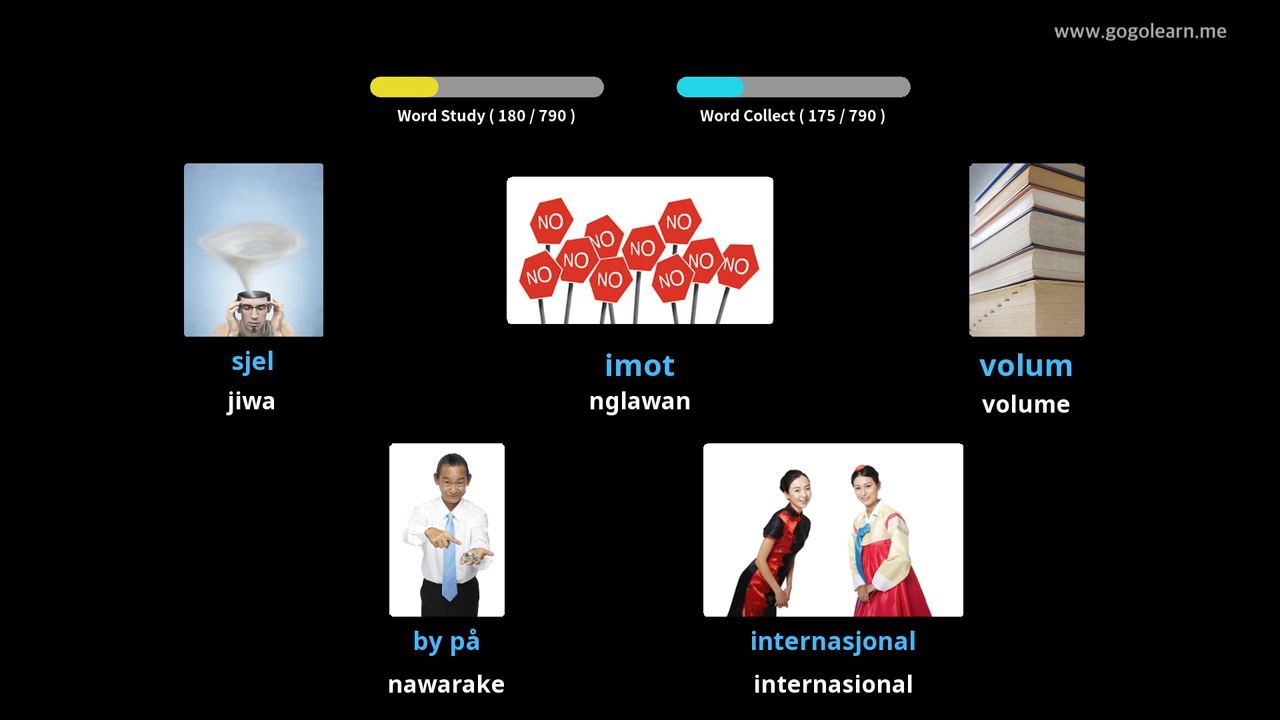 www.gogolearn.me
Word Study ( 180 / 790 )
Word Collect ( 175 / 790 )
NO
NO
NO
NO
NO
NO
NO
NO
NO
NO
sjel
jiwa
imot
nglawan
volum
volume
by på
nawarake
internasjonal
internasional